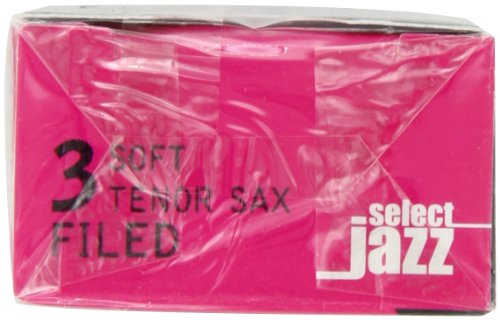 3 SOFT
TENOR SAX
FILED
select
jazz